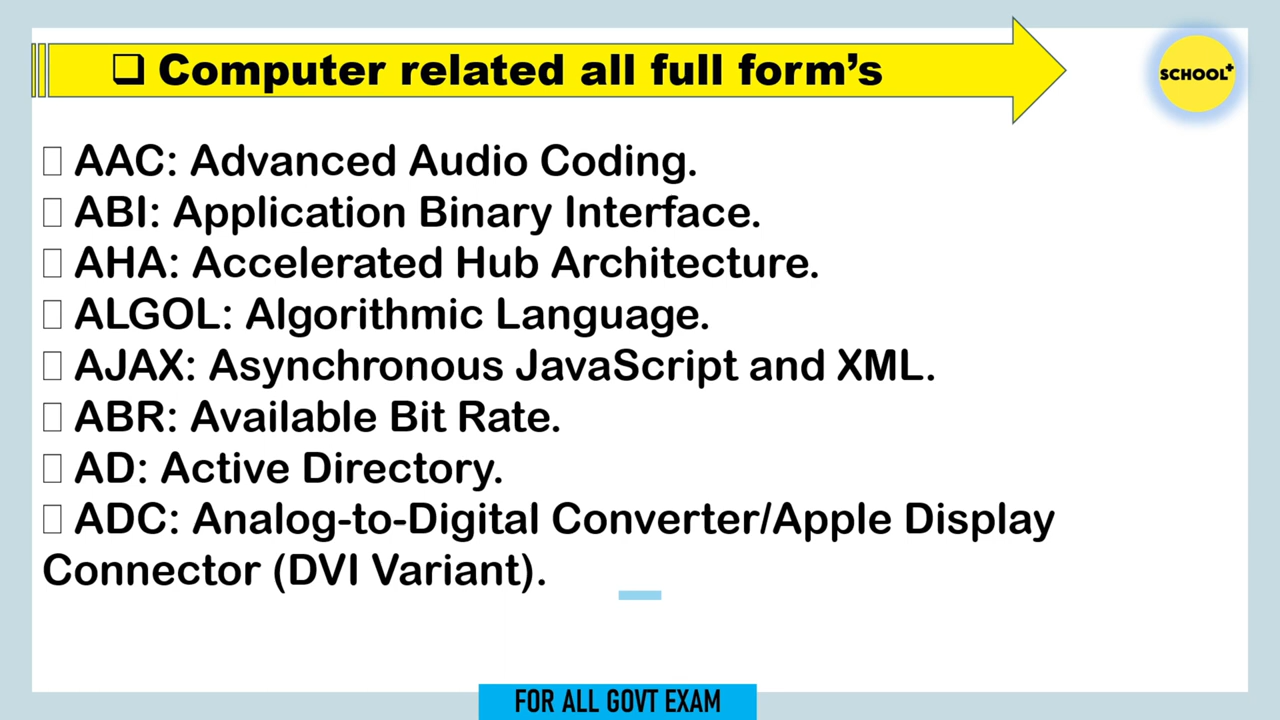 ❑ Computer related all full form's
SCHOOL+
AAC: Advanced Audio Coding.
ABI: Application Binary Interface.
AHA: Accelerated Hub Architecture.
ALGOL: Algorithmic Language.
AJAX: Asynchronous JavaScript and XML.
ABR: Available Bit Rate.
AD: Active Directory.
ADC: Analog-to-Digital Converter/Apple Display
Connector (DVI Variant).
FOR ALL GOVT EXAM